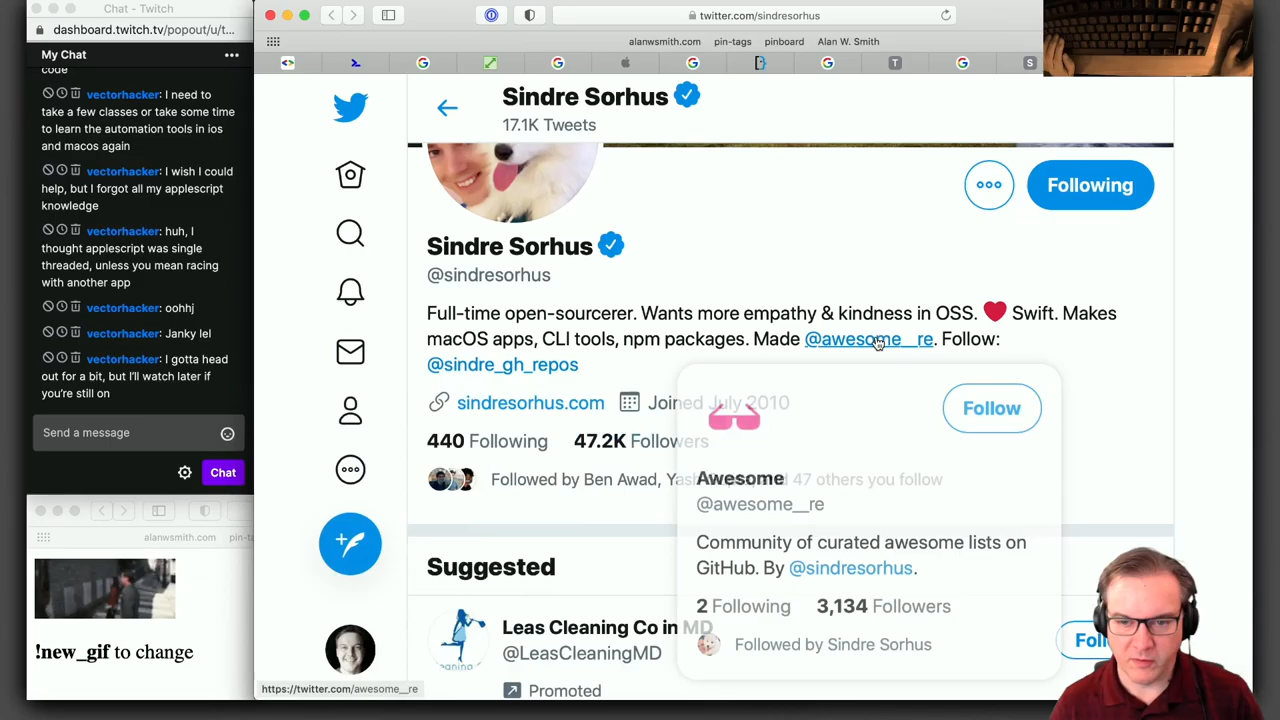 Chat - Twitch
dashboard.twitch.tv/popout/u/t...
My Chat
code
vectorhacker: I need to
take a few classes or take some time
to learn the automation tools in ios
and macos again
vectorhacker: I wish I could
help, but I forgot all my applescript
knowledge
vectorhacker: huh, I
thought applescript was single
threaded, unless you mean racing
with another app
vectorhacker: oohhj
vectorhacker: Janky lel
vectorhacker: I gotta head
out for a bit, but I'll watch later if
you're still on
Send a message
Chat
alanwsmith.com
pin-t
!new_gif to change
twitter.com/sindresorhus
alanwsmith.com
pin-tags
pinboard
Alan W. Smith
T
S
Sindre Sorhus
17.1K Tweets
Following
Sindre Sorhus
@sindresorhus
Full-time open-sourcerer. Wants more empathy & kindness in OSS. ❤️ Swift. Makes
macOS apps, CLI tools, npm packages. Made @awesome__re. Follow:
@sindre_gh_repos
sindresorhus.com
Joined July 2010
440 Following
47.2K Followers
Followed by Ben Awad, Yas
47 others you follow
Follow
Awesome
@awesome__re
Community of curated awesome lists on
GitHub. By @sindresorhus.
2 Following
3,134 Followers
Followed by Sindre Sorhus
Suggested
Leas Cleaning Co in MD
@LeasCleaningMD
Promoted
Fol
https://twitter.com/awesome__re